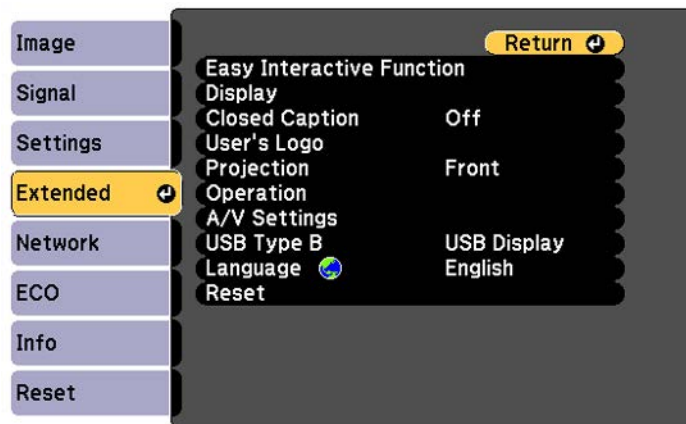 Image
Signal
Settings
Extended
Network
ECO
Info
Reset
Return
Easy Interactive Function
Display
Closed Caption Off
User's Logo
Projection Front
Operation
A/V Settings
USB Type B USB Display
Language English
Reset